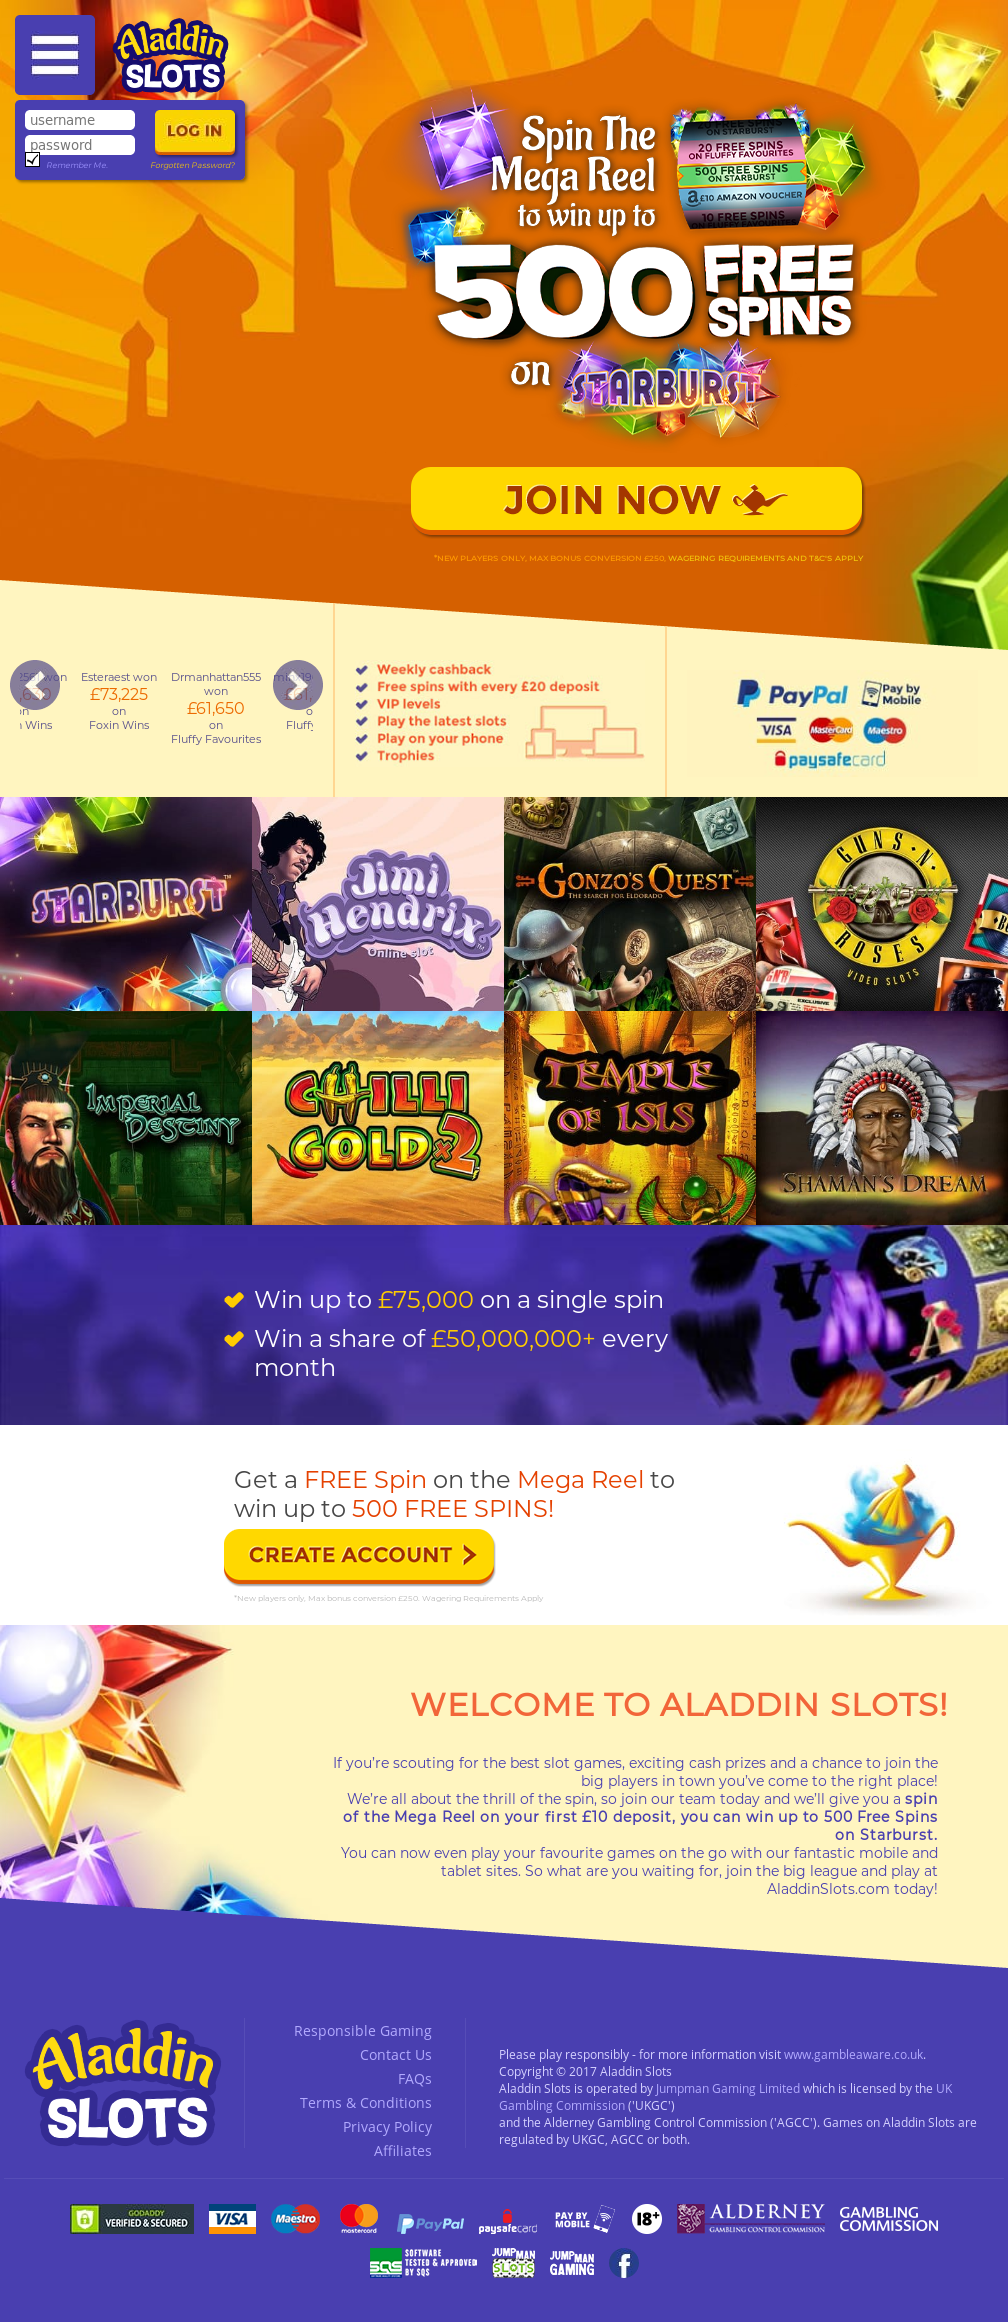 Aladdin
SLOTS
username
password
LOG IN
Remember Me.
Forgotten Password?
Spin The
Mega Reel
to win up to
500 FREE
SPINS
on STARBURST
20 FREE SPINS
ON STARBURST
20 FREE SPINS
ON FLUFFY FAVOURITES
500 FREE SPINS
ON STARBURST
£10 AMAZON VOUCHER
10 FREE SPINS
ON FLUFFY FAVOURITES
JOIN NOW
*NEW PLAYERS ONLY, MAX BONUS CONVERSION £250, WAGERING REQUIREMENTS AND T&C'S APPLY
won
Wins
Esteraest won
£73,225
on
Foxin Wins
Drmanhattan555
won
£61,650
on
Fluffy Favourites
Weekly cashback
Free spins with every £20 deposit
VIP levels
Play the latest slots
Play on your phone
Trophies
PayPal
Pay by
Mobile
VISA
MasterCard
Maestro
paysafecard
STARBURST™
Jimi
Hendrix™
Online slot
GONZO'S QUEST™
THE SEARCH FOR ELDORADO
GUNS N' ROSES
VIDEO SLOTS
EXCLUSIVE
IMPERIAL
DESTINY
CHILLI
GOLD x2
TEMPLE
OF ISIS
SHAMAN'S DREAM
Win up to £75,000 on a single spin
Win a share of £50,000,000+ every
month
Get a FREE Spin on the Mega Reel to
win up to 500 FREE SPINS!
CREATE ACCOUNT
*New players only, Max bonus conversion £250. Wagering Requirements Apply
WELCOME TO ALADDIN SLOTS!
If you're scouting for the best slot games, exciting cash prizes and a chance to join the
big players in town you've come to the right place!
We're all about the thrill of the spin, so join our team today and we'll give you a spin
of the Mega Reel on your first £10 deposit, you can win up to 500 Free Spins
on Starburst.
You can now even play your favourite games on the go with our fantastic mobile and
tablet sites. So what are you waiting for, join the big league and play at
AladdinSlots.com today!
Aladdin
SLOTS
Responsible Gaming
Contact Us
FAQs
Terms & Conditions
Privacy Policy
Affiliates
Please play responsibly - for more information visit www.gambleaware.co.uk.
Copyright © 2017 Aladdin Slots
Aladdin Slots is operated by Jumpman Gaming Limited which is licensed by the UK
Gambling Commission ('UKGC')
and the Alderney Gambling Control Commission ('AGCC'). Games on Aladdin Slots are
regulated by UKGC, AGCC or both.
GODADDY
VERIFIED & SECURED
VISA
Maestro
mastercard
PayPal
paysafecard
PAY BY
MOBILE
18+
ALDERNEY
GAMBLING CONTROL COMMISSION
GAMBLING
COMMISSION
SQS
SOFTWARE
TESTED & APPROVED
BY SQS
JUMPMAN
SLOTS
JUMPMAN
GAMING
f